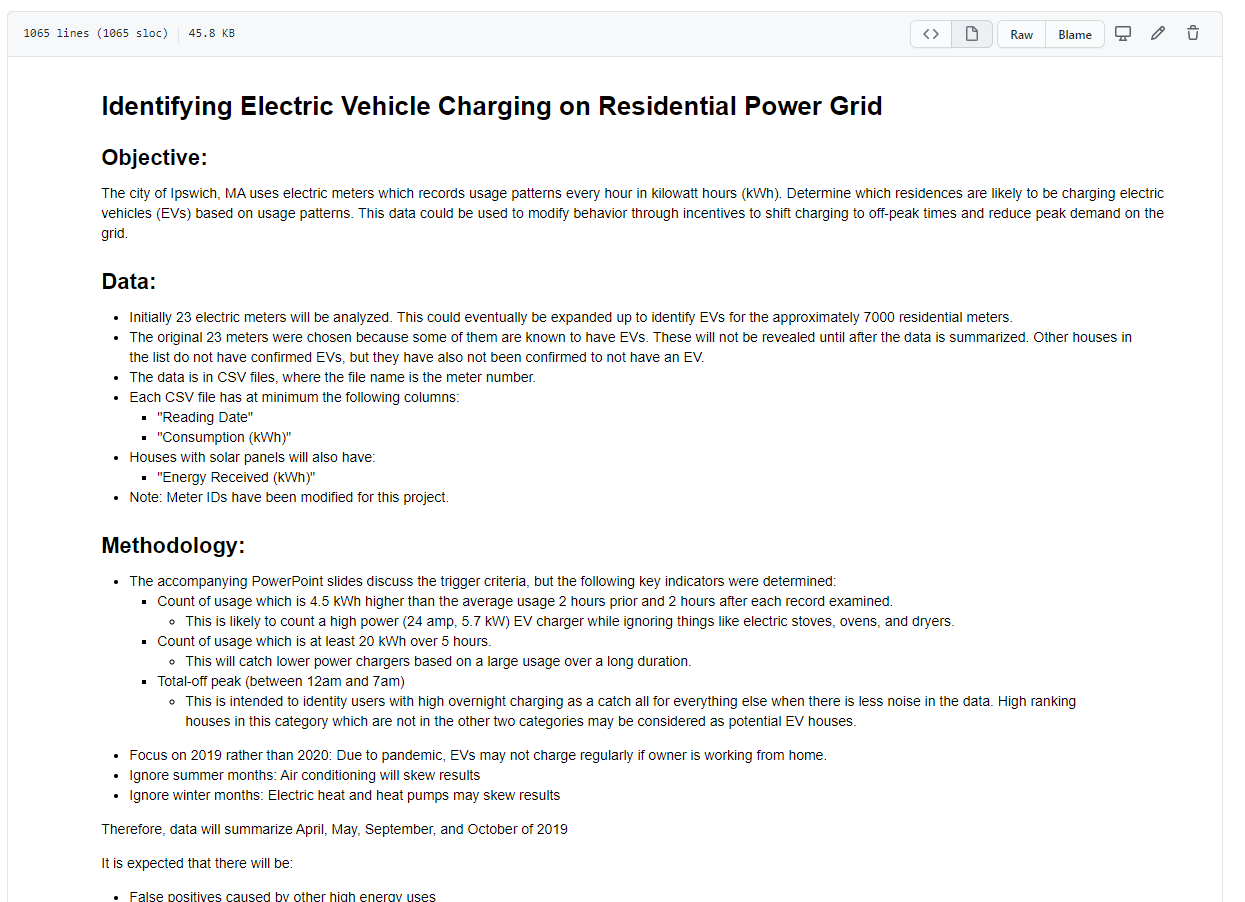 1065 lines (1065 sloc) 45.8 KB
<> Raw Blame
Identifying Electric Vehicle Charging on Residential Power Grid
Objective:
The city of Ipswich, MA uses electric meters which records usage patterns every hour in kilowatt hours (kWh). Determine which residences are likely to be charging electric
vehicles (EVs) based on usage patterns. This data could be used to modify behavior through incentives to shift charging to off-peak times and reduce peak demand on the
grid.
Data:
• Initially 23 electric meters will be analyzed. This could eventually be expanded up to identify EVs for the approximately 7000 residential meters.
• The original 23 meters were chosen because some of them are known to have EVs. These will not be revealed until after the data is summarized. Other houses in
the list do not have confirmed EVs, but they have also not been confirmed to not have an EV.
• The data is in CSV files, where the file name is the meter number.
• Each CSV file has at minimum the following columns:
▪ "Reading Date"
▪ "Consumption (kWh)"
• Houses with solar panels will also have:
▪ "Energy Received (kWh)"
• Note: Meter IDs have been modified for this project.
Methodology:
• The accompanying PowerPoint slides discuss the trigger criteria, but the following key indicators were determined:
▪ Count of usage which is 4.5 kWh higher than the average usage 2 hours prior and 2 hours after each record examined.
◦ This is likely to count a high power (24 amp, 5.7 kW) EV charger while ignoring things like electric stoves, ovens, and dryers.
▪ Count of usage which is at least 20 kWh over 5 hours.
◦ This will catch lower power chargers based on a large usage over a long duration.
▪ Total-off peak (between 12am and 7am)
◦ This is intended to identity users with high overnight charging as a catch all for everything else when there is less noise in the data. High ranking
houses in this category which are not in the other two categories may be considered as potential EV houses.
• Focus on 2019 rather than 2020: Due to pandemic, EVs may not charge regularly if owner is working from home.
• Ignore summer months: Air conditioning will skew results
• Ignore winter months: Electric heat and heat pumps may skew results
Therefore, data will summarize April, May, September, and October of 2019
It is expected that there will be:
• False positives caused by other high energy uses